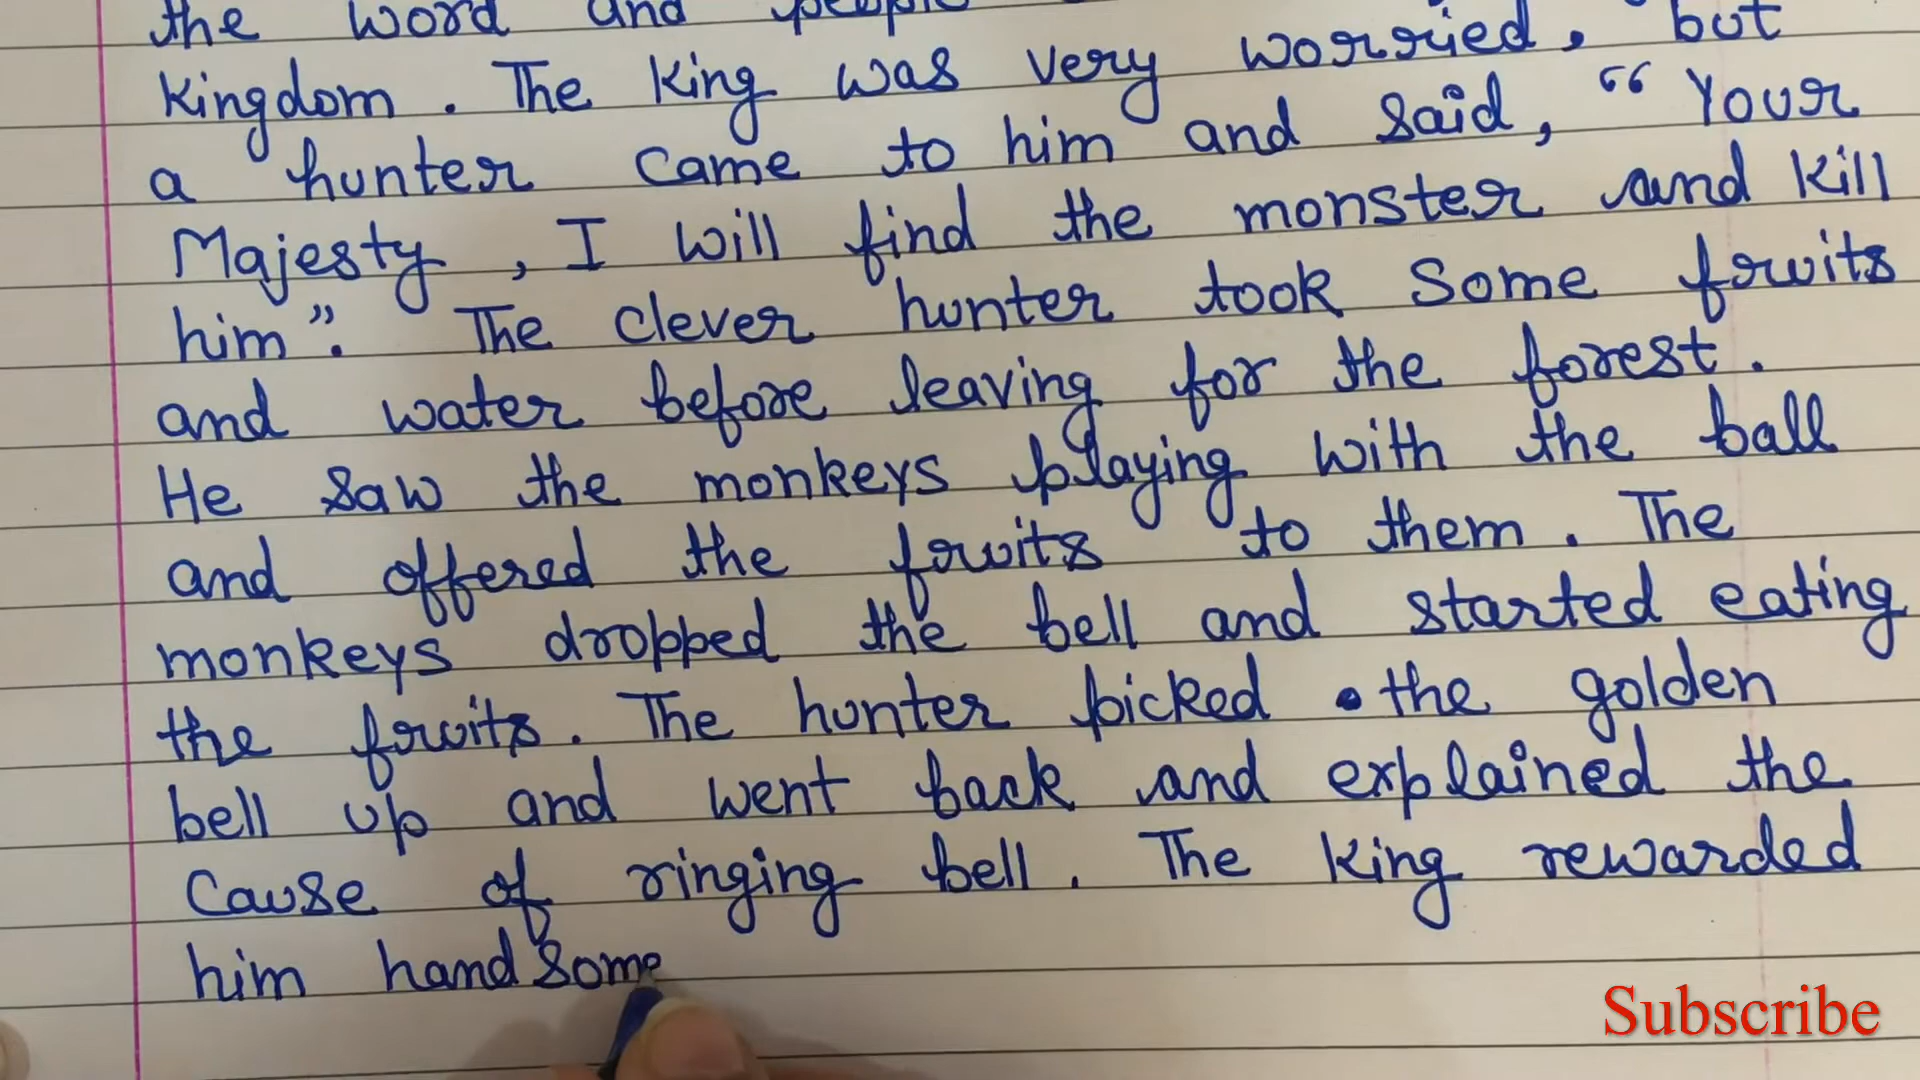 the word and people
kingdom. The king was very worried, but
a hunter came to him and said, “Your
Majesty, I will find the monster and kill
him”. The clever hunter took some fruits
and water before leaving for the forest.
He saw the monkeys playing with the ball
and offered the fruits to them. The
monkeys dropped the bell and started eating
the fruits. The hunter picked the golden
bell up and went back and explained the
Cause of ringing bell. The king rewarded
him handsome
Subscribe